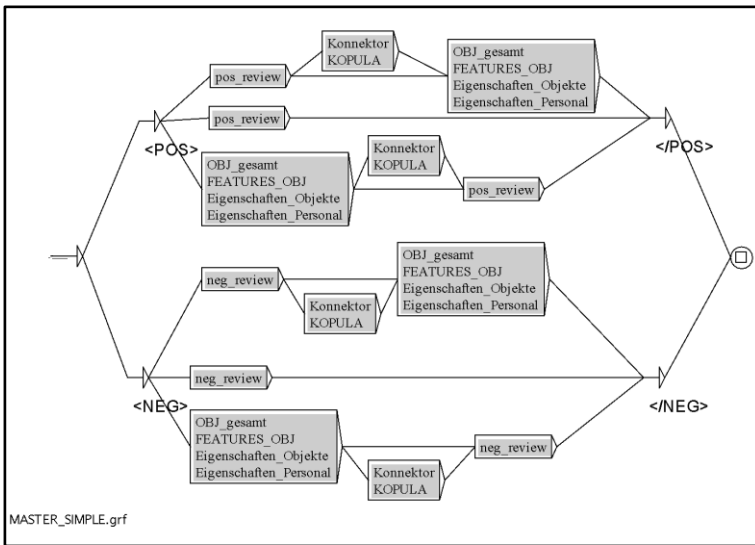 Konnektor
KOPULA
OBJ_gesamt
FEATURES_OBJ
Eigenschaften_Objekte
Eigenschaften_Personal
pos_review
pos_review
<POS>
</POS>
OBJ_gesamt
FEATURES_OBJ
Eigenschaften_Objekte
Eigenschaften_Personal
Konnektor
KOPULA
pos_review
neg_review
Konnektor
KOPULA
OBJ_gesamt
FEATURES_OBJ
Eigenschaften_Objekte
Eigenschaften_Personal
neg_review
<NEG>
</NEG>
OBJ_gesamt
FEATURES_OBJ
Eigenschaften_Objekte
Eigenschaften_Personal
Konnektor
KOPULA
neg_review
MASTER_SIMPLE.grf